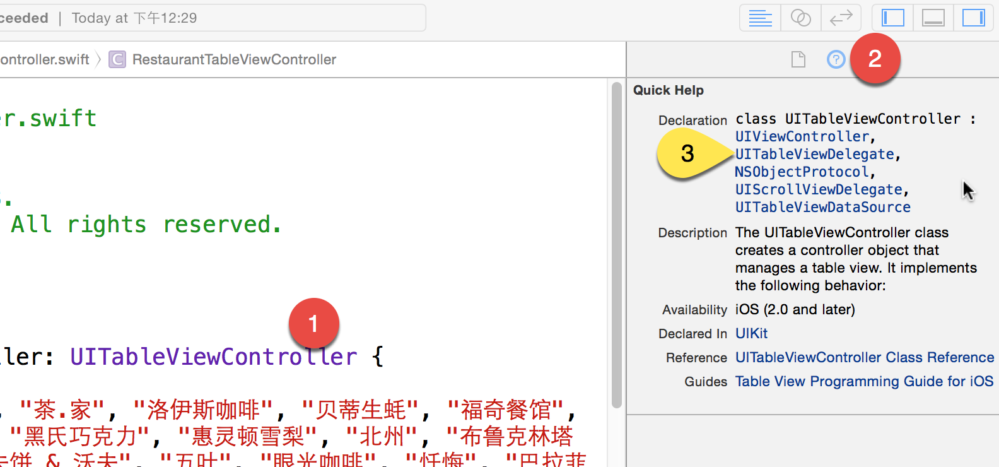 ceeded | Today at 下午12:29
ontroller.swift
C RestaurantTableViewController
2
Quick Help
er.swift
Declaration class UITableViewController :
UIViewController,
3
UITableViewDelegate,
NSObjectProtocol,
UIScrollViewDelegate,
UITableViewDataSource
All rights reserved.
Description The UITableViewController class
creates a controller object that
manages a table view. It implements
the following behavior:
Availability iOS (2.0 and later)
1
Declared In UIKit
ller: UITableViewController {
Reference UITableViewController Class Reference
Guides Table View Programming Guide for iOS
, "茶.家", "洛伊斯咖啡", "贝蒂生蚝", "福奇餐馆",
"黑氏巧克力", "惠灵顿雪梨", "北州", "布鲁克林塔
饼 & 沃夫", "五叶", "眼光咖啡", "忏悔", "巴拉菲